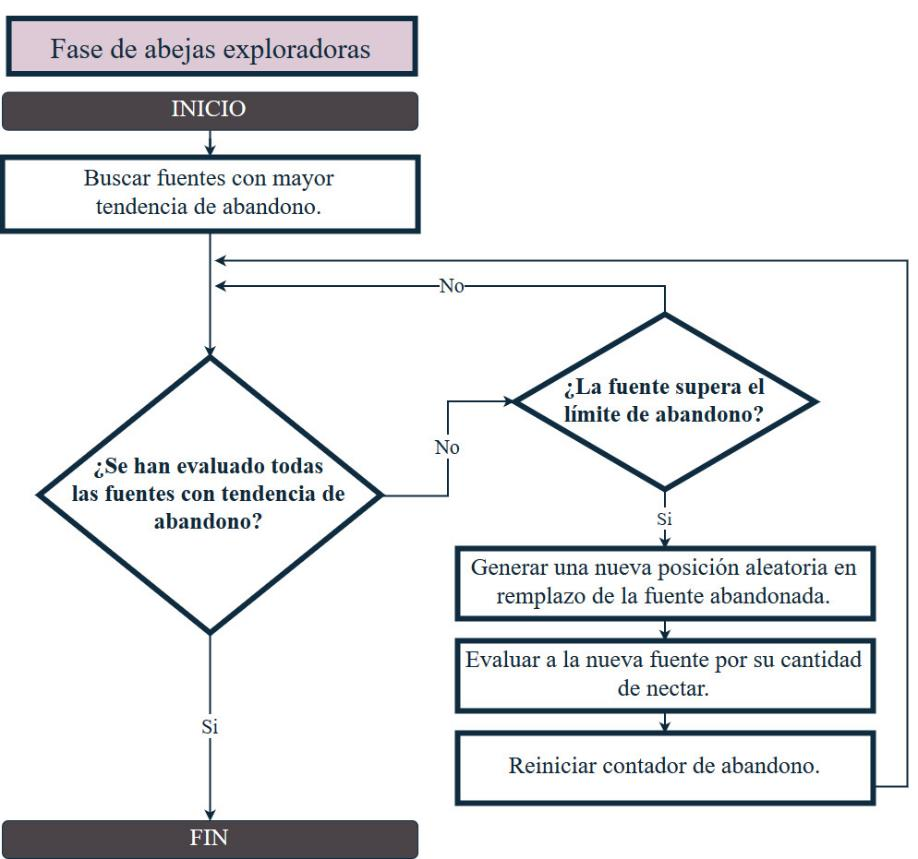 Fase de abejas exploradoras
INICIO
Buscar fuentes con mayor
tendencia de abandono.
No
¿La fuente supera el
límite de abandono?
No
¿Se han evaluado todas
las fuentes con tendencia de
abandono?
Si
Generar una nueva posición aleatoria en
remplazo de la fuente abandonada.
Evaluar a la nueva fuente por su cantidad
de nectar.
Reiniciar contador de abandono.
Si
FIN